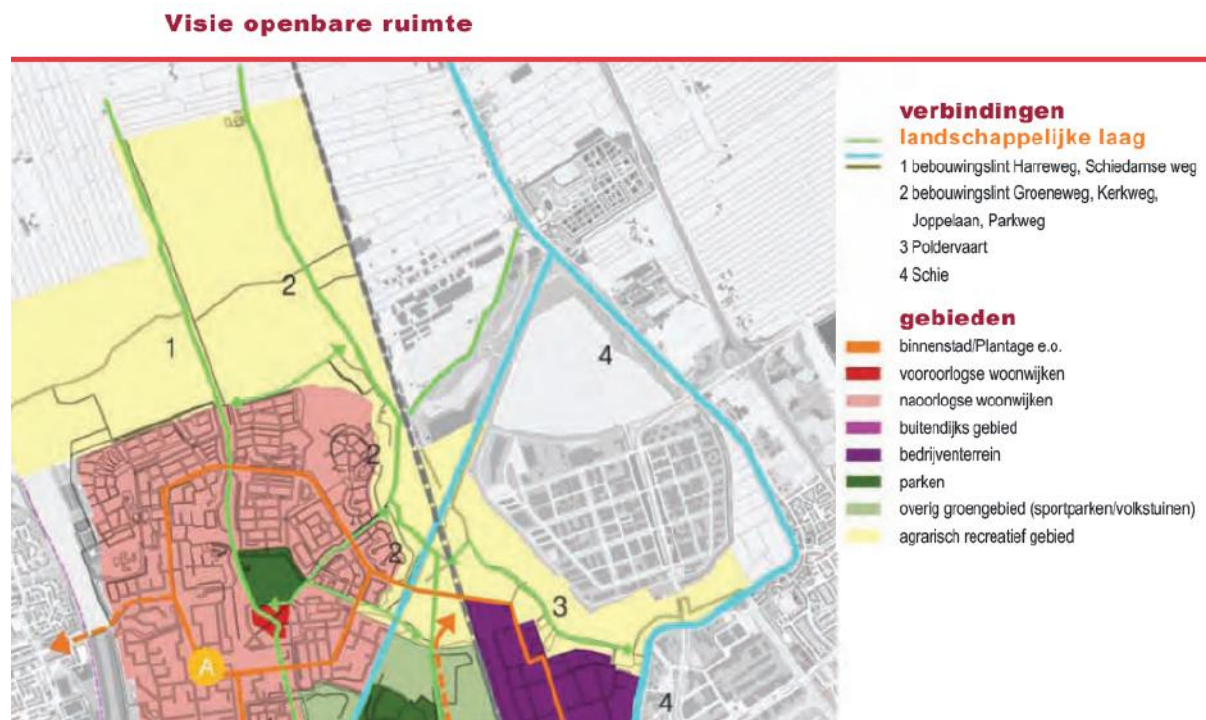 Visie openbare ruimte
verbindingen
landschappelijke laag
1 bebouwingslint Harreweg, Schiedamse weg
2 bebouwingslint Groeneweg, Kerkweg,
Joppelaan, Parkweg
3 Poldervaart
4 Schie
gebieden
binnenstad/Plantage e.o.
vooroorlogse woonwijken
naoorlogse woonwijken
buitendijks gebied
bedrijventerrein
parken
overig groengebied (sportparken/volkstuinen)
agrarisch recreatief gebied
2
1
4
2
2
3
A
4